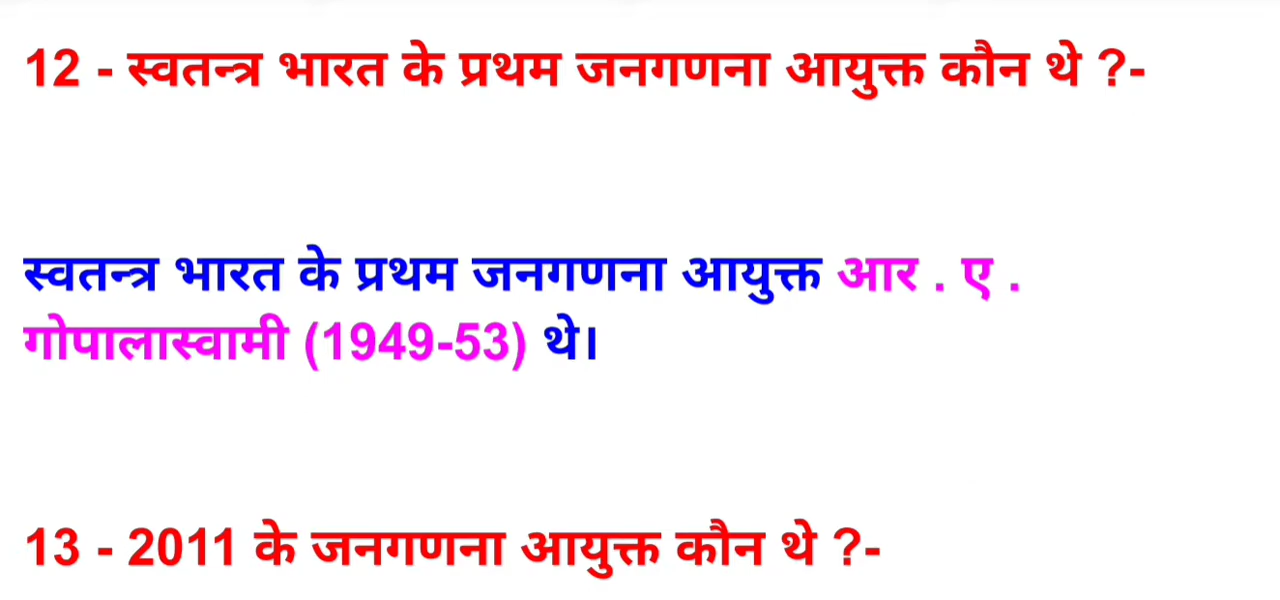 12 - स्वतन्त्र भारत के प्रथम जनगणना आयुक्त कौन थे ?-
स्वतन्त्र भारत के प्रथम जनगणना आयुक्त आर . ए .
गोपालास्वामी (1949-53) थे।
13 - 2011 के जनगणना आयुक्त कौन थे ?-